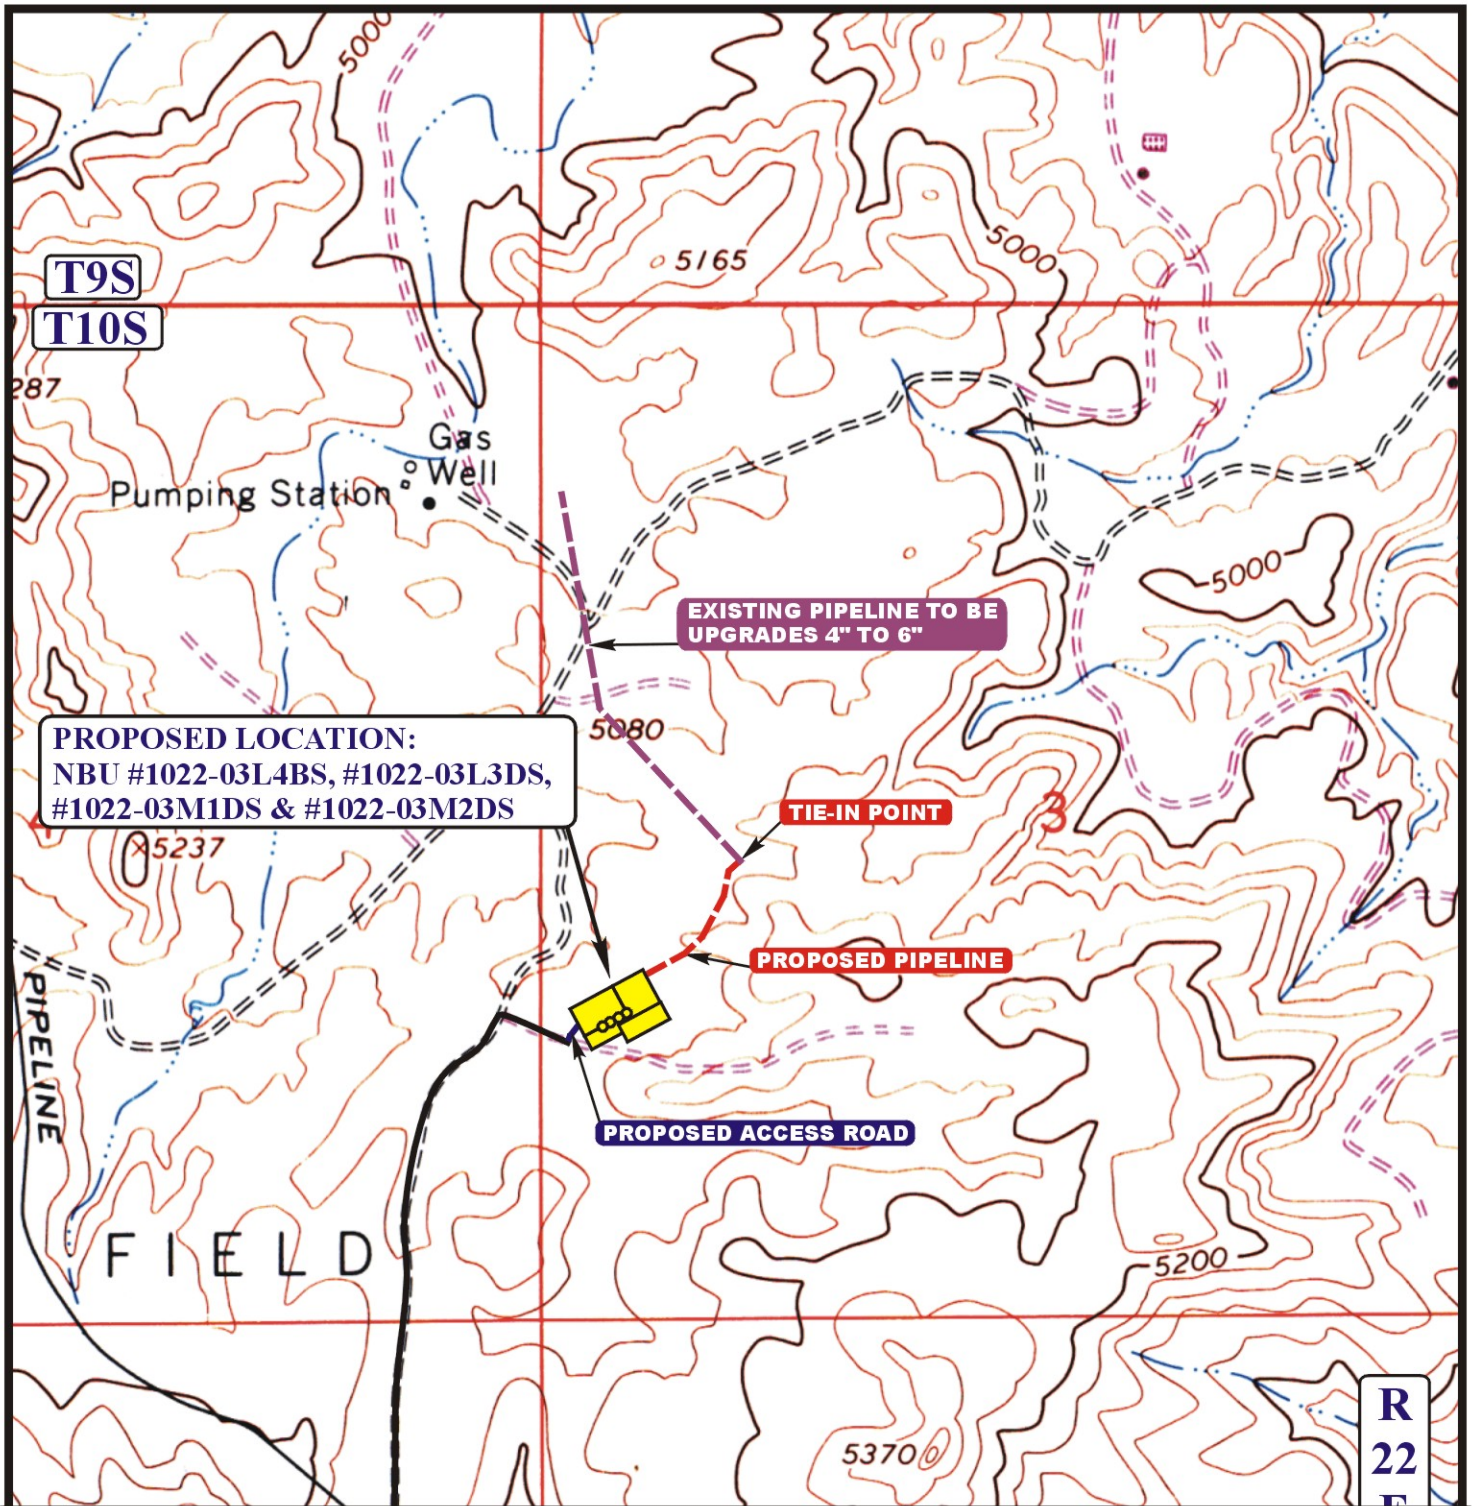 5000
T9S
5165
5000
T10S
287
Gas
Well
Pumping Station
5000
EXISTING PIPELINE TO BE
UPGRADES 4" TO 6"
5080
PROPOSED LOCATION:
NBU #1022-03L4BS, #1022-03L3DS,
#1022-03M1DS & #1022-03M2DS
TIE-IN POINT
3
4
5237
PROPOSED PIPELINE
PIPELINE
PROPOSED ACCESS ROAD
FIELD
5200
R
22
5370